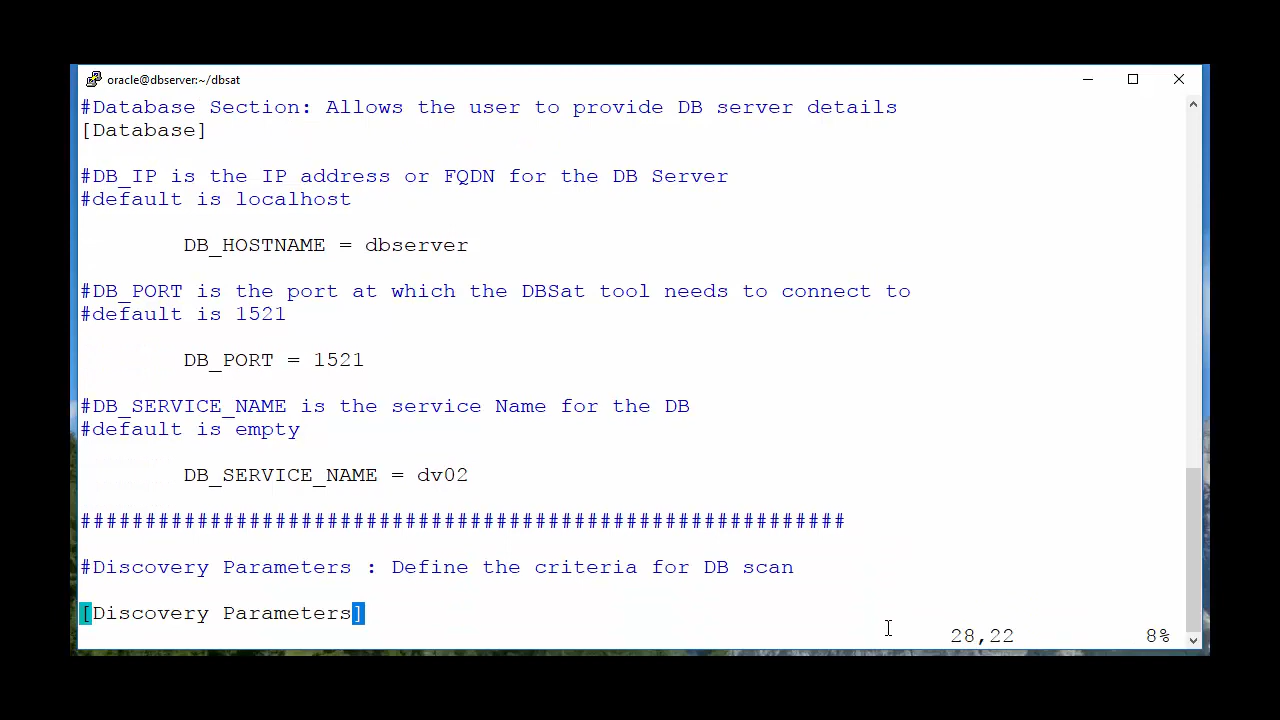 oracle@dbserver:~/dbsat
#Database Section: Allows the user to provide DB server details
[Database]
#DB_IP is the IP address or FQDN for the DB Server
#default is localhost
DB_HOSTNAME = dbserver
#DB_PORT is the port at which the DBSat tool needs to connect to
#default is 1521
DB_PORT = 1521
#DB_SERVICE_NAME is the service Name for the DB
#default is empty
DB_SERVICE_NAME = dv02
###########################################################
#Discovery Parameters : Define the criteria for DB scan
[Discovery Parameters]
28,22 8%